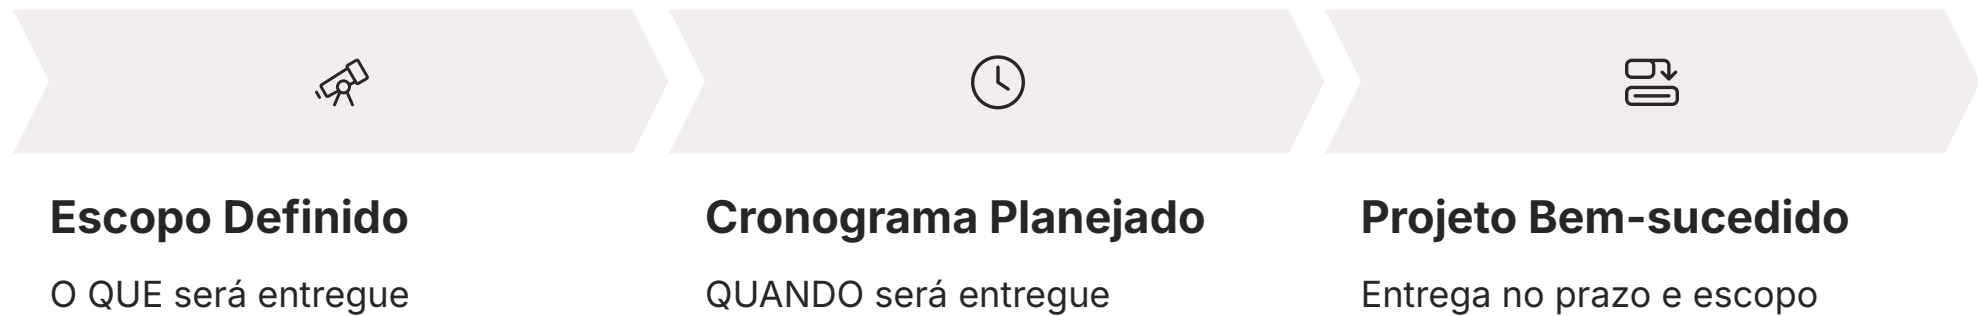 Escopo Definido
O QUE será entregue
Cronograma Planejado
QUANDO será entregue
Projeto Bem-sucedido
Entrega no prazo e escopo